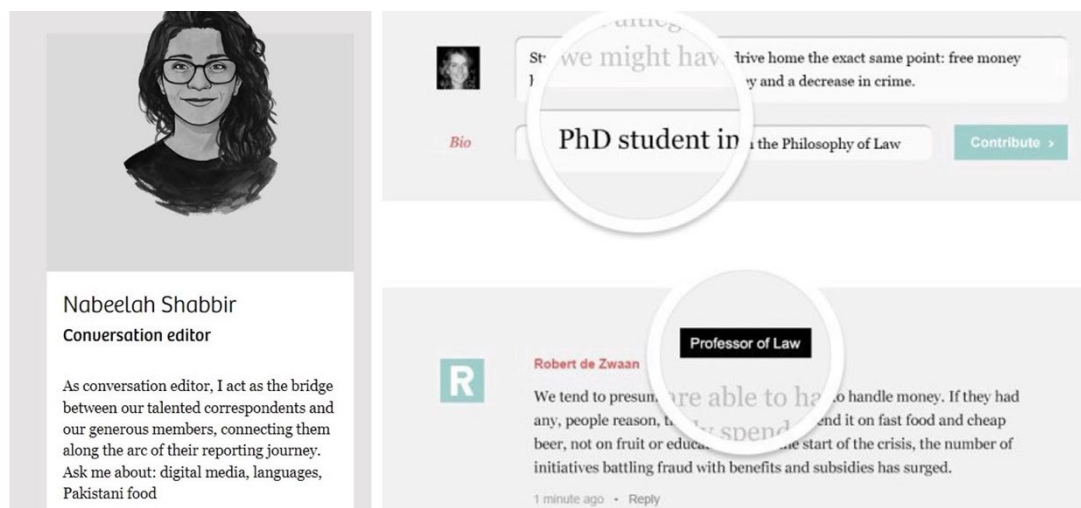 Nabeelah Shabbir
Conversation editor
As conversation editor, I act as the bridge
between our talented correspondents and
our generous members, connecting them
along the arc of their reporting journey.
Ask me about: digital media, languages,
Pakistani food
we might hav drive home the exact same point: free money
and a decrease in crime.
Bio
PhD student in the Philosophy of Law
Contribute ›
Professor of Law
R
Robert de Zwaan
We tend to presum are able to ha to handle money. If they had
any, people reason, spend end it on fast food and cheap
beer, not on fruit or educa e start of the crisis, the number of
initiatives battling fraud with benefits and subsidies has surged.
1 minute ago • Reply